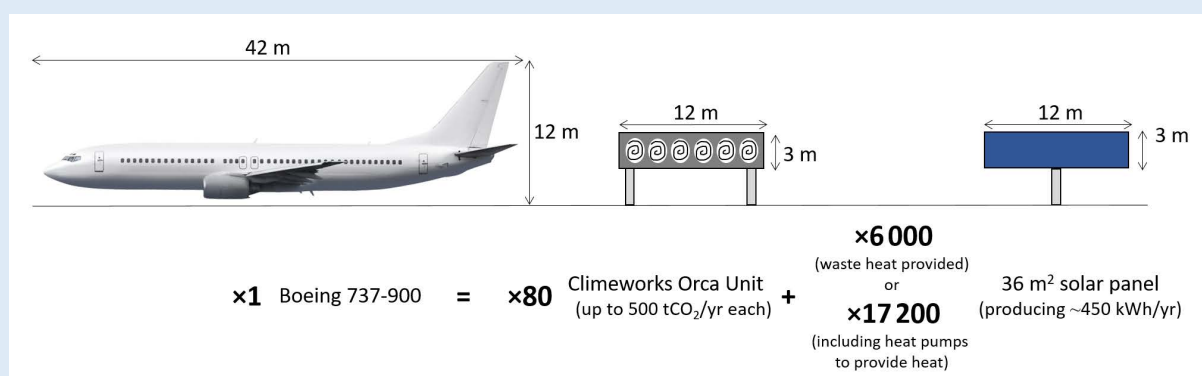 42 m
12 m
12 m
3 m
12 m
3 m
×1 Boeing 737-900 = ×80 Climeworks Orca Unit
(up to 500 tCO₂/yr each)
+
×6 000
(waste heat provided)
or
×17 200
(including heat pumps
to provide heat)
36 m² solar panel
(producing ~450 kWh/yr)